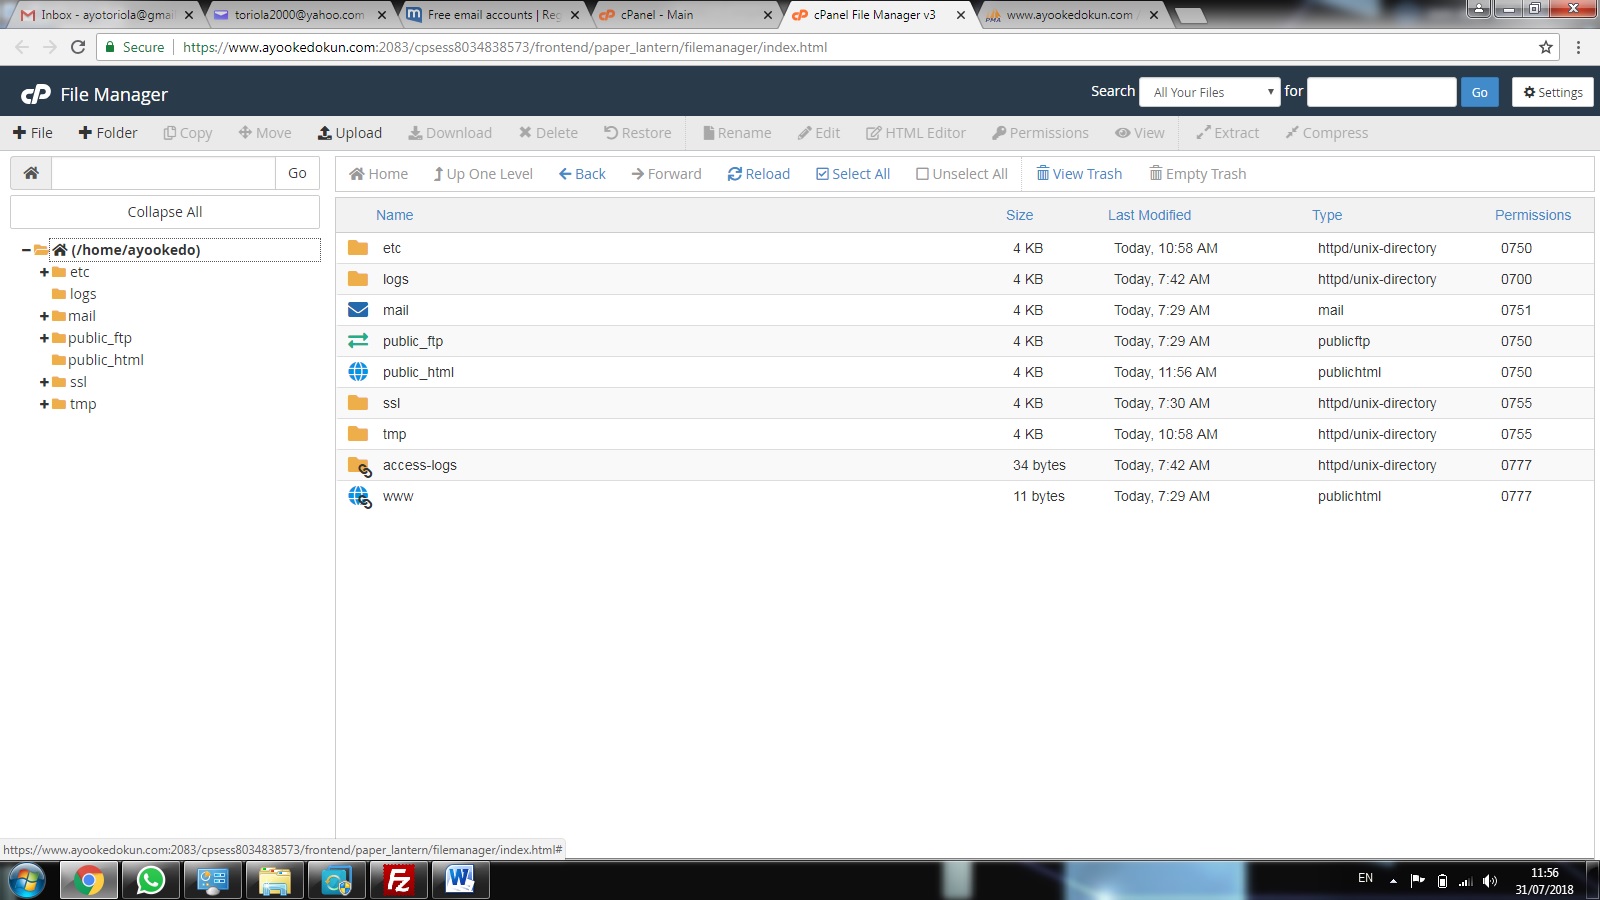 Inbox - ayotoriola@gmai
toriola2000@yahoo.com
Free email accounts | Reg
cPanel - Main
cPanel File Manager v3
www.ayookedokun.com /
Secure
https://www.ayookedokun.com:2083/cpsess8034838573/frontend/paper_lantern/filemanager/index.html
cP File Manager
Search All Your Files for Go Settings
File Folder Copy Move Upload Download Delete Restore Rename Edit HTML Editor Permissions View Extract Compress
Go
Home Up One Level Back Forward Reload Select All Unselect All View Trash Empty Trash
Collapse All
(/home/ayookedo)
etc
logs
mail
public_ftp
public_html
ssl
tmp
Name Size Last Modified Type Permissions
etc 4 KB Today, 10:58 AM httpd/unix-directory 0750
logs 4 KB Today, 7:42 AM httpd/unix-directory 0700
mail 4 KB Today, 7:29 AM mail 0751
public_ftp 4 KB Today, 7:29 AM publicftp 0750
public_html 4 KB Today, 11:56 AM publichtml 0750
ssl 4 KB Today, 7:30 AM httpd/unix-directory 0755
tmp 4 KB Today, 10:58 AM httpd/unix-directory 0755
access-logs 34 bytes Today, 7:42 AM httpd/unix-directory 0777
www 11 bytes Today, 7:29 AM publichtml 0777
https://www.ayookedokun.com:2083/cpsess8034838573/frontend/paper_lantern/filemanager/index.html#
EN
11:56
31/07/2018